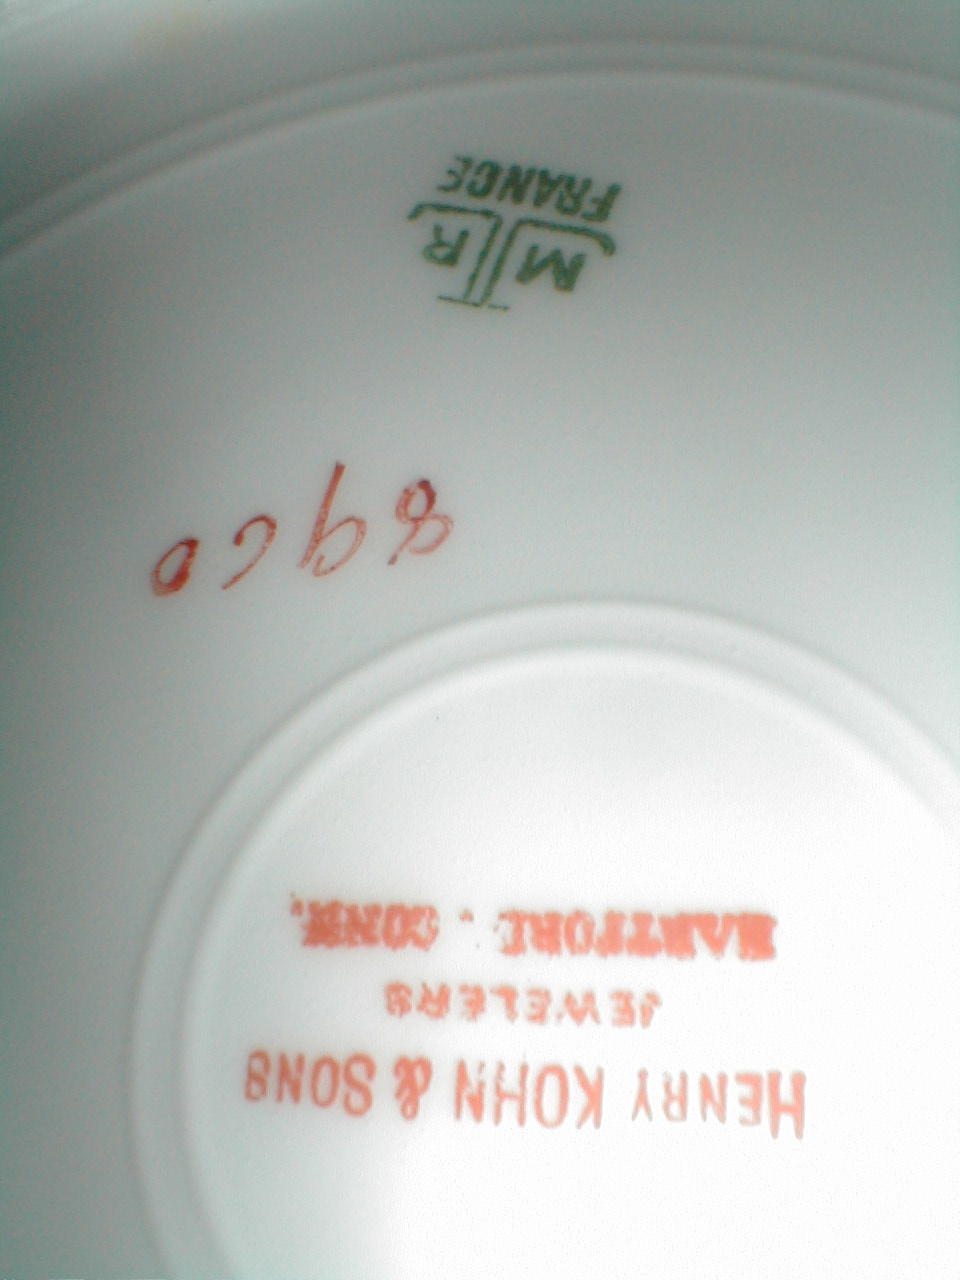 HENRY KOHN & SONS
JEWELERS
HARTFORD . CONN.
M R
FRANCE